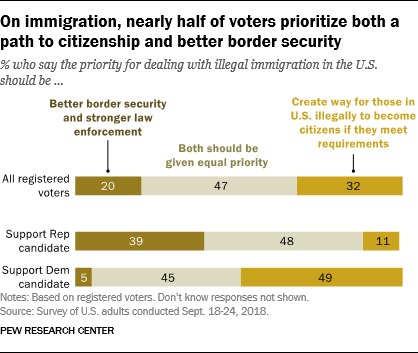 On immigration, nearly half of voters prioritize both a
path to citizenship and better border security
% who say the priority for dealing with illegal immigration in the U.S.
should be ...
Better border security
and stronger law
enforcement
Both should be
given equal priority
Create way for those in
U.S. illegally to become
citizens if they meet
requirements
All registered
voters
20 47 32
Support Rep
candidate
39 48 11
Support Dem
candidate
5 45 49
Notes: Based on registered voters. Don't know responses not shown.
Source: Survey of U.S. adults conducted Sept. 18-24, 2018.
PEW RESEARCH CENTER